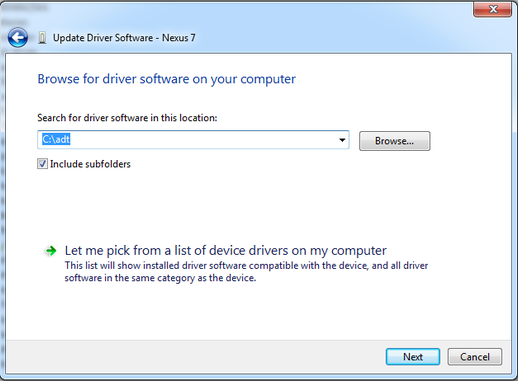 Update Driver Software - Nexus 7
Browse for driver software on your computer
Search for driver software in this location:
C:\adt
Browse...
Include subfolders
Let me pick from a list of device drivers on my computer
This list will show installed driver software compatible with the device, and all driver
software in the same category as the device.
Next
Cancel